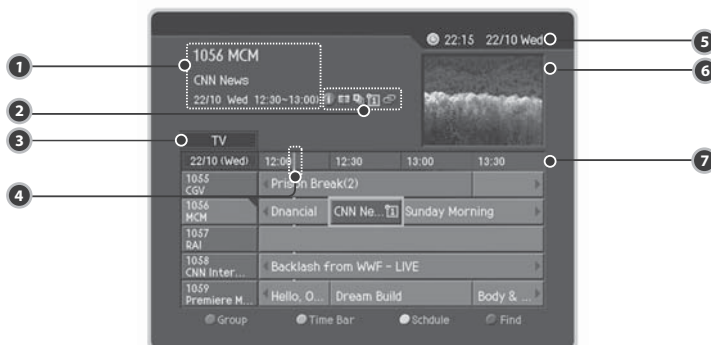 22:15 22/10 Wed
1056 MCM
CNN News
22/10 Wed 12:30~13:00)
TV
22/10 (Wed) 12:00 12:30 13:00 13:30
1055 CGV
Prison Break(2)
1056 MCM
Dnancial CNN Ne... Sunday Morning
1057 RAI
1058 CNN Inter...
Backlash from WWF - LIVE
1059 Premiere M...
Hello, O... Dream Build Body & ...
Group Time Bar Schdule Find
1
2
3
4
5
6
7